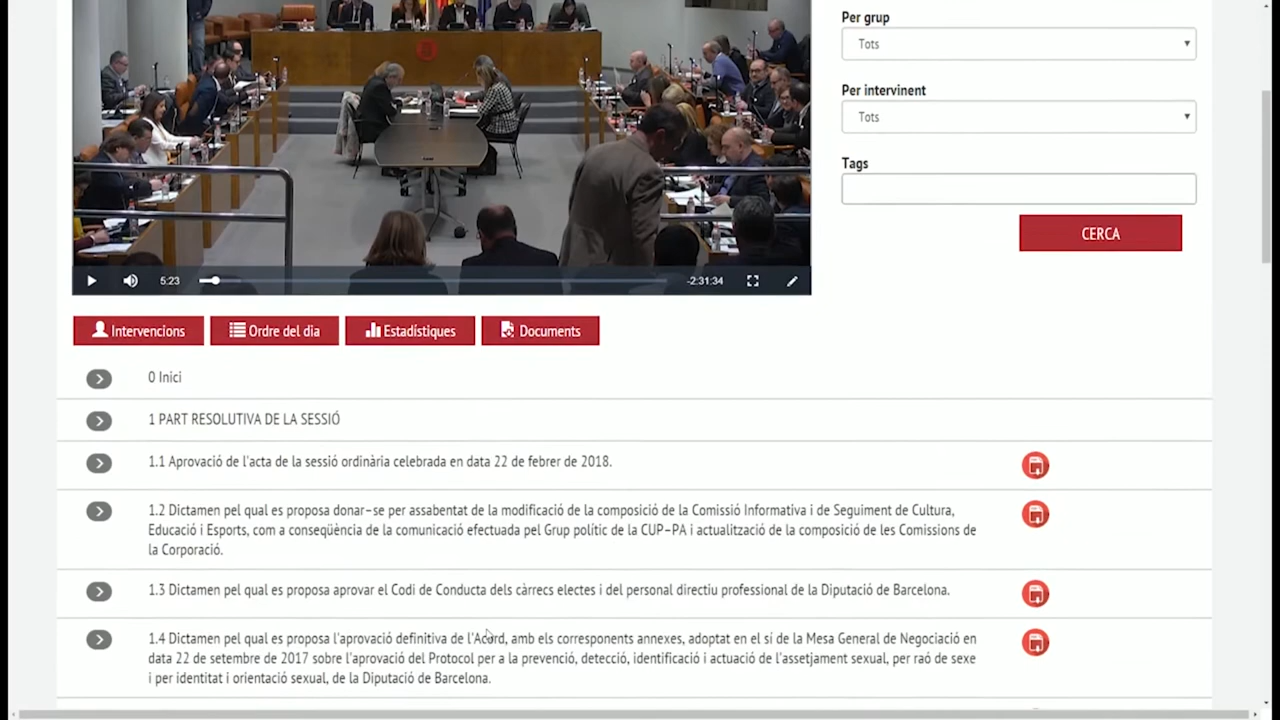 Per grup
Tots
Per intervinent
Tots
Tags
CERCA
5:23
-2:31:34
Intervencions
Ordre del dia
Estadístiques
Documents
0 Inici
1 PART RESOLUTIVA DE LA SESSIÓ
1.1 Aprovació de l'acta de la sessió ordinària celebrada en data 22 de febrer de 2018.
1.2 Dictamen pel qual es proposa donar-se per assabentat de la modificació de la composició de la Comissió Informativa i de Seguiment de Cultura,
Educació i Esports, com a conseqüència de la comunicació efectuada pel Grup polític de la CUP-PA i actualització de la composició de les Comissions de
la Corporació.
1.3 Dictamen pel qual es proposa aprovar el Codi de Conducta dels càrrecs electes i del personal directiu professional de la Diputació de Barcelona.
1.4 Dictamen pel qual es proposa l'aprovació definitiva de l'Acord, amb els corresponents annexes, adoptat en el sí de la Mesa General de Negociació en
data 22 de setembre de 2017 sobre l'aprovació del Protocol per a la prevenció, detecció, identificació i actuació de l'assetjament sexual, per raó de sexe
i per identitat i orientació sexual, de la Diputació de Barcelona.